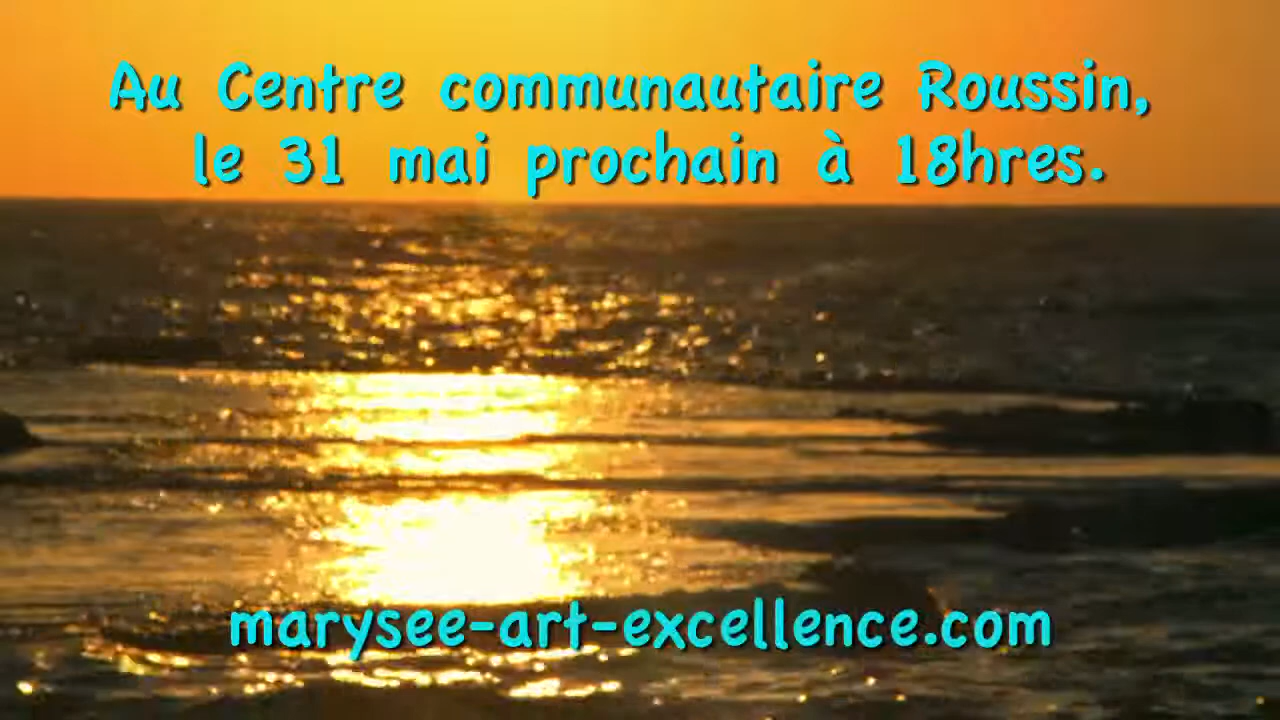 Au Centre communautaire Roussin,
le 31 mai prochain à 18hres.
marysee-art-excellence.com